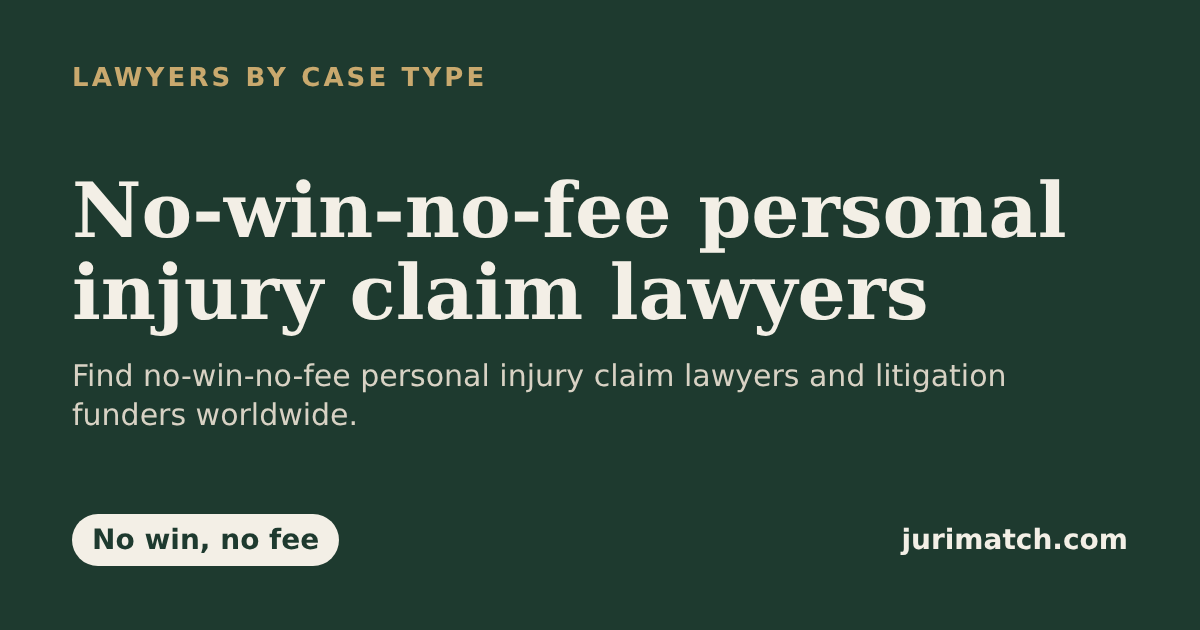 LAWYERS BY CASE TYPE
No-win-no-fee personal
injury claim lawyers
Find no-win-no-fee personal injury claim lawyers and litigation
funders worldwide.
No win, no fee
jurimatch.com